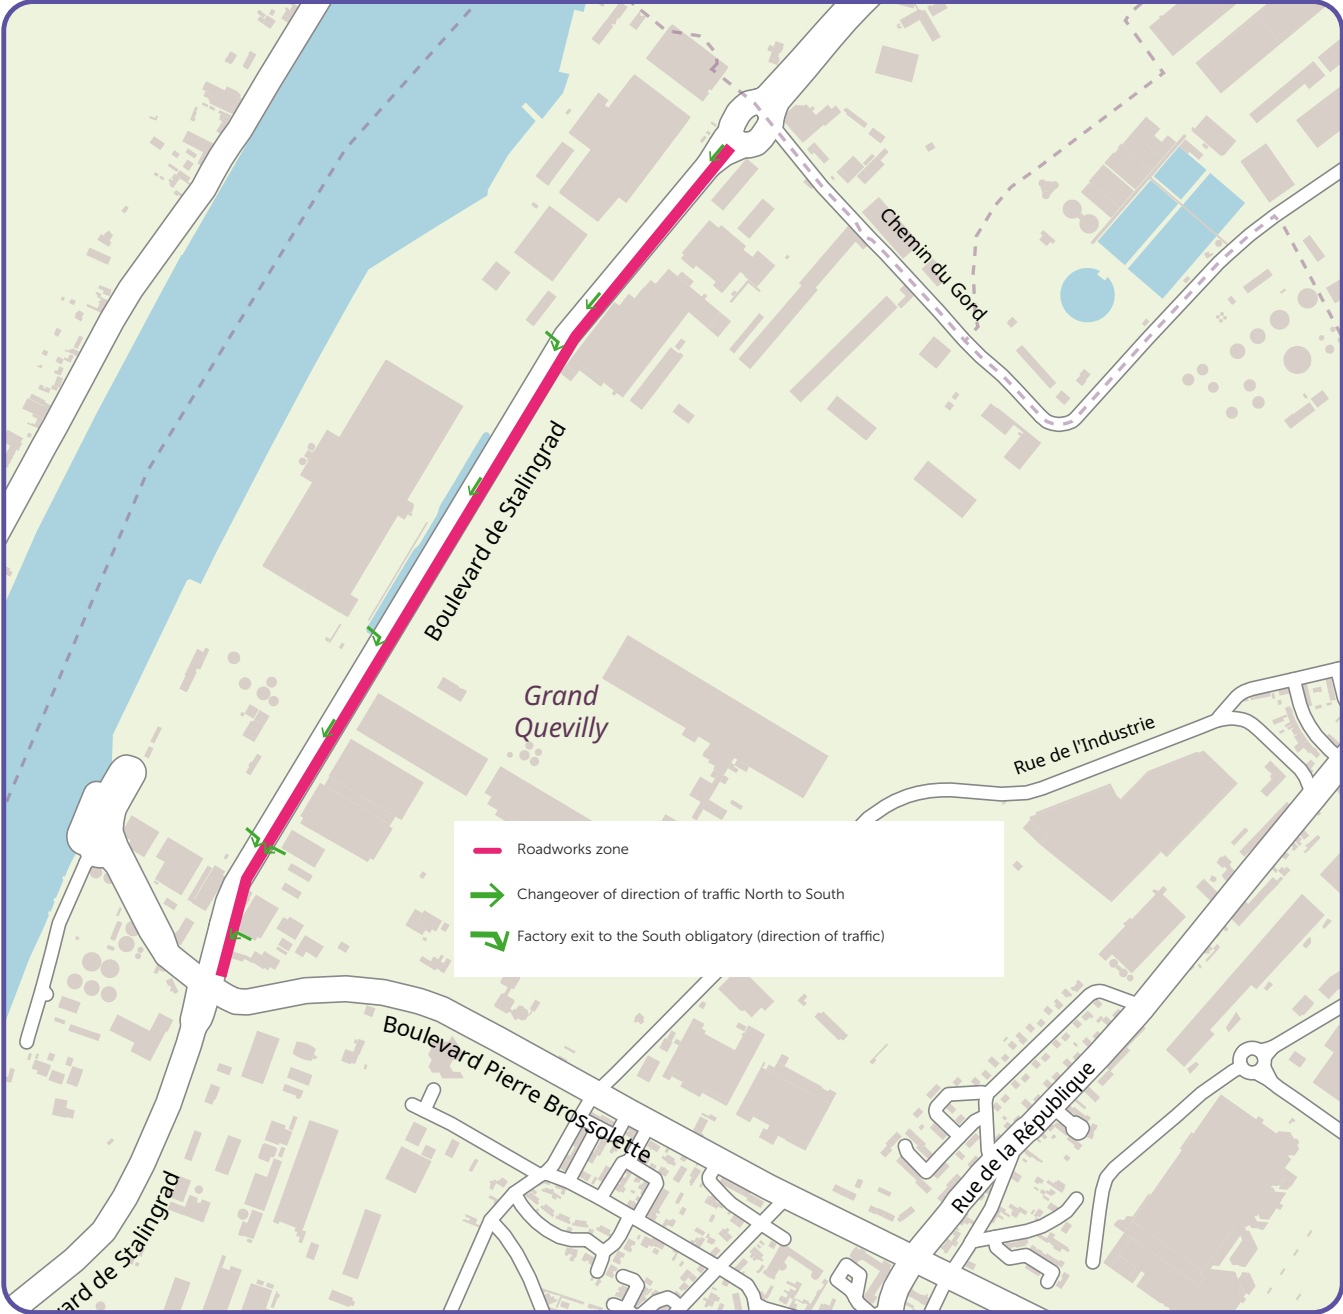 Chemin du Gord
Boulevard de Stalingrad
Grand
Quevilly
Rue de l'Industrie
Roadworks zone
Changeover of direction of traffic North to South
Factory exit to the South obligatory (direction of traffic)
Boulevard Pierre Brossolette
Rue de la République
ard de Stalingrad